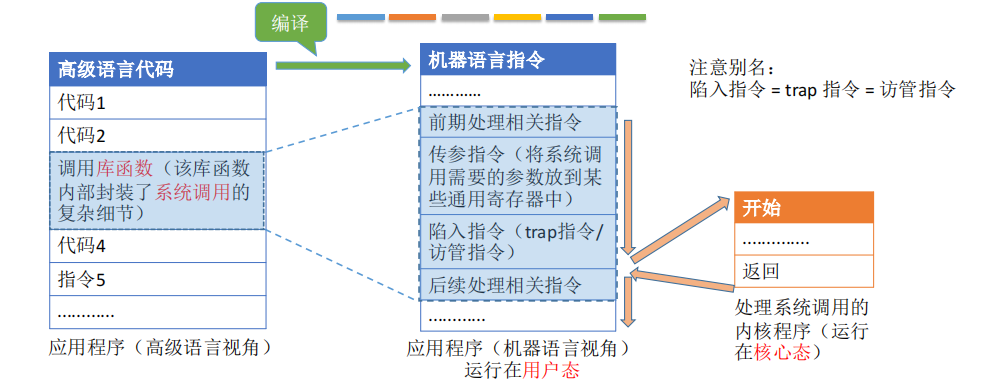 编译
高级语言代码
代码1
代码2
调用库函数（该库函数
内部封装了系统调用的
复杂细节）
代码4
指令5
…………
应用程序（高级语言视角）
机器语言指令
…………
前期处理相关指令
传参指令（将系统调
用需要的参数放到某
些通用寄存器中）
陷入指令（trap指令/
访管指令）
后续处理相关指令
…………
应用程序（机器语言视角）
运行在用户态
注意别名：
陷入指令 = trap 指令 = 访管指令
开始
…………..
返回
处理系统调用的
内核程序（运行
在核心态）